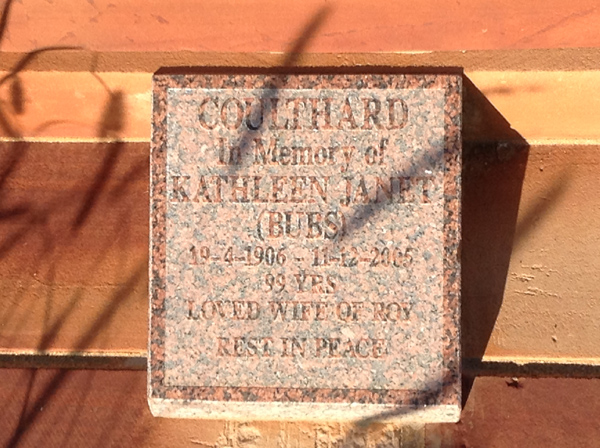 COULTHARD
In Memory of
KATHLEEN JANET
(BUBS)
19-4-1906 - 11-12-2005
99 YRS
LOVED WIFE OF ROY
REST IN PEACE